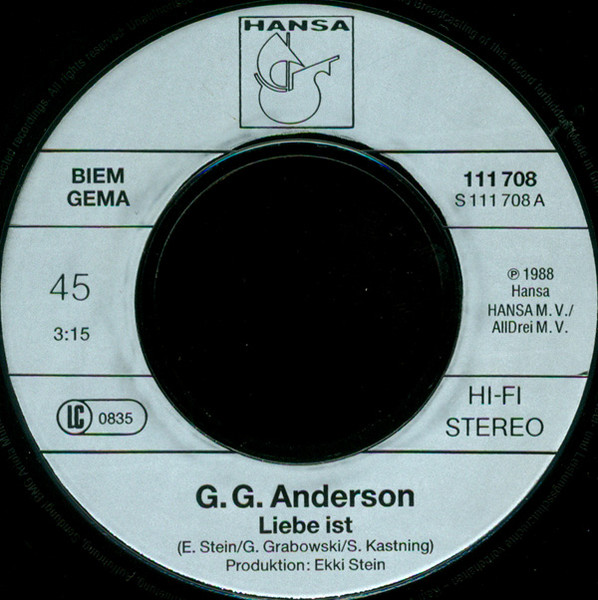 HANSA
BIEM
GEMA
111 708
S 111 708 A
45
3:15
℗ 1988
Hansa
HANSA M. V./
AllDrei M. V.
LC 0835
HI-FI
STEREO
G. G. Anderson
Liebe ist
(E. Stein/G. Grabowski/S. Kastning)
Produktion: Ekki Stein